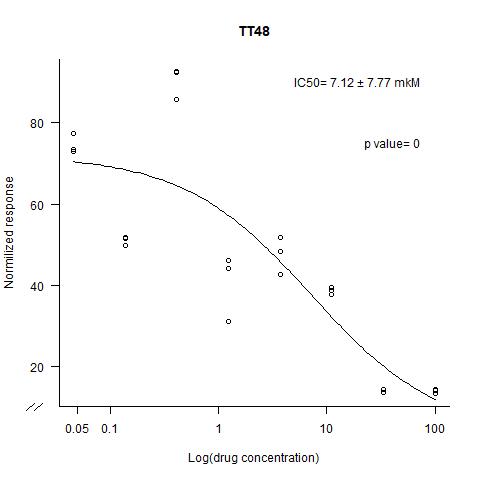 TT48
IC50= 7.12 ± 7.77 mkM
p value= 0
Normilized response
80
60
40
20
0.05 0.1 1 10 100
Log(drug concentration)